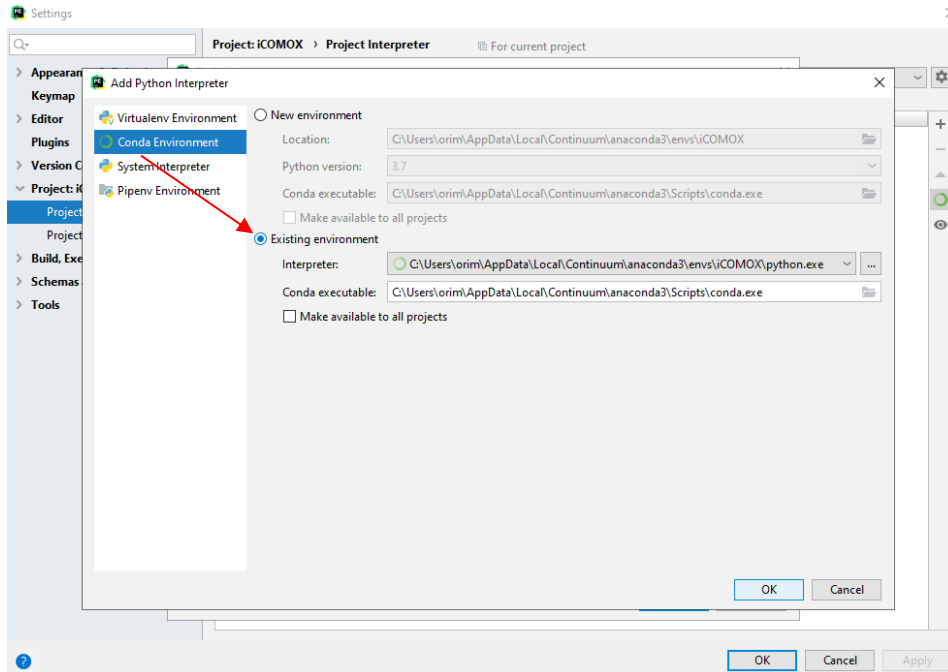 Settings
Project: iCOMOX › Project Interpreter
For current project
Appearan
Keymap
Editor
Plugins
Version C
Project: i
Project
Project
Build, Exe
Schemas
Tools
Add Python Interpreter
Virtualenv Environment
Conda Environment
System Interpreter
Pipenv Environment
New environment
Location: C:\Users\orim\AppData\Local\Continuum\anaconda3\envs\iCOMOX
Python version: 3.7
Conda executable: C:\Users\orim\AppData\Local\Continuum\anaconda3\Scripts\conda.exe
Make available to all projects
Existing environment
Interpreter: C:\Users\orim\AppData\Local\Continuum\anaconda3\envs\iCOMOX\python.exe ...
Conda executable: C:\Users\orim\AppData\Local\Continuum\anaconda3\Scripts\conda.exe
Make available to all projects
OK Cancel
? OK Cancel Apply